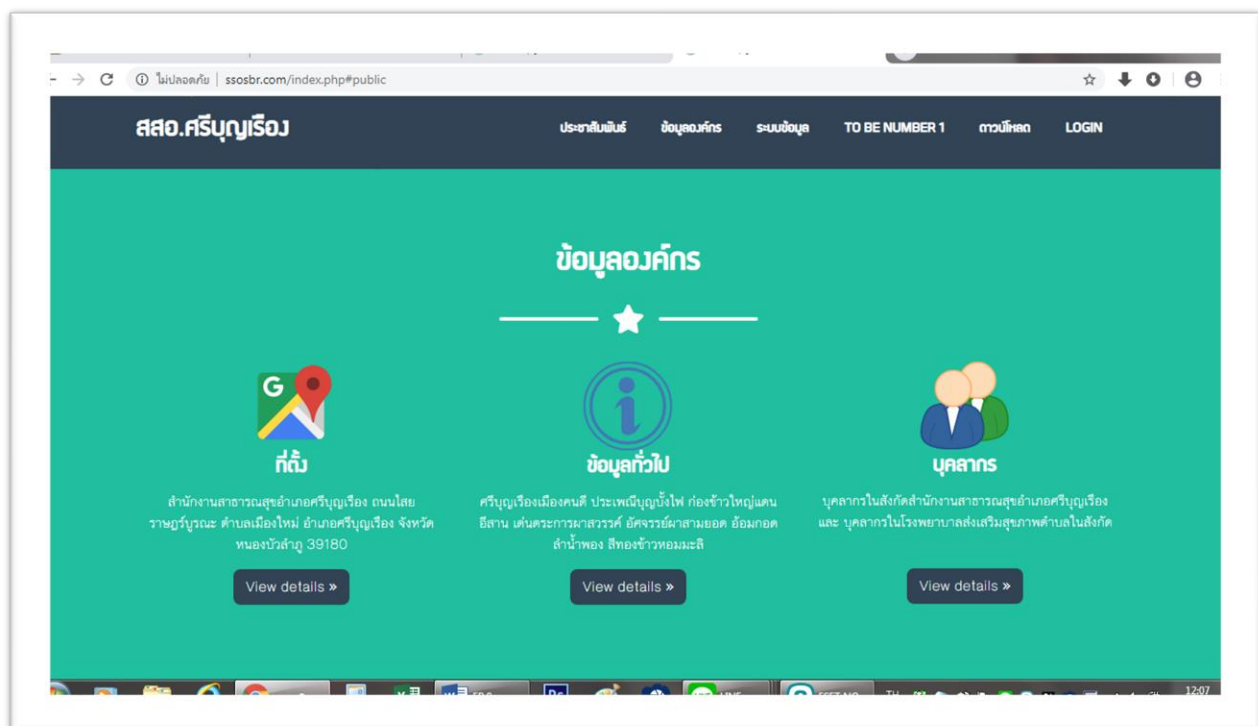 ไม่ปลอดภัย | ssosbr.com/index.php#public
สสอ.ศรีบุญเรือง
ประชาสัมพันธ์ ข้อมูลองค์กร ระบบข้อมูล TO BE NUMBER 1 ดาวน์โหลด LOGIN
ข้อมูลองค์กร
G
ที่ตั้ง
สำนักงานสาธารณสุขอำเภอศรีบุญเรือง ถนนไสย
ราษฎร์บูรณะ ตำบลเมืองใหม่ อำเภอศรีบุญเรือง จังหวัด
หนองบัวลำภู 39180
View details »
i
ข้อมูลทั่วไป
ศรีบุญเรืองเมืองคนดี ประเพณีบุญบั้งไฟ ก่องข้าวใหญ่แดน
อีสาน เด่นตระการผาสวรรค์ อัศจรรย์ผาสามยอด อ้อมกอด
ลำน้ำพอง สีทองข้าวหอมมะลิ
View details »
บุคลากร
บุคลากรในสังกัดสำนักงานสาธารณสุขอำเภอศรีบุญเรือง
และ บุคลากรในโรงพยาบาลส่งเสริมสุขภาพตำบลในสังกัด
View details »
TH 12:07